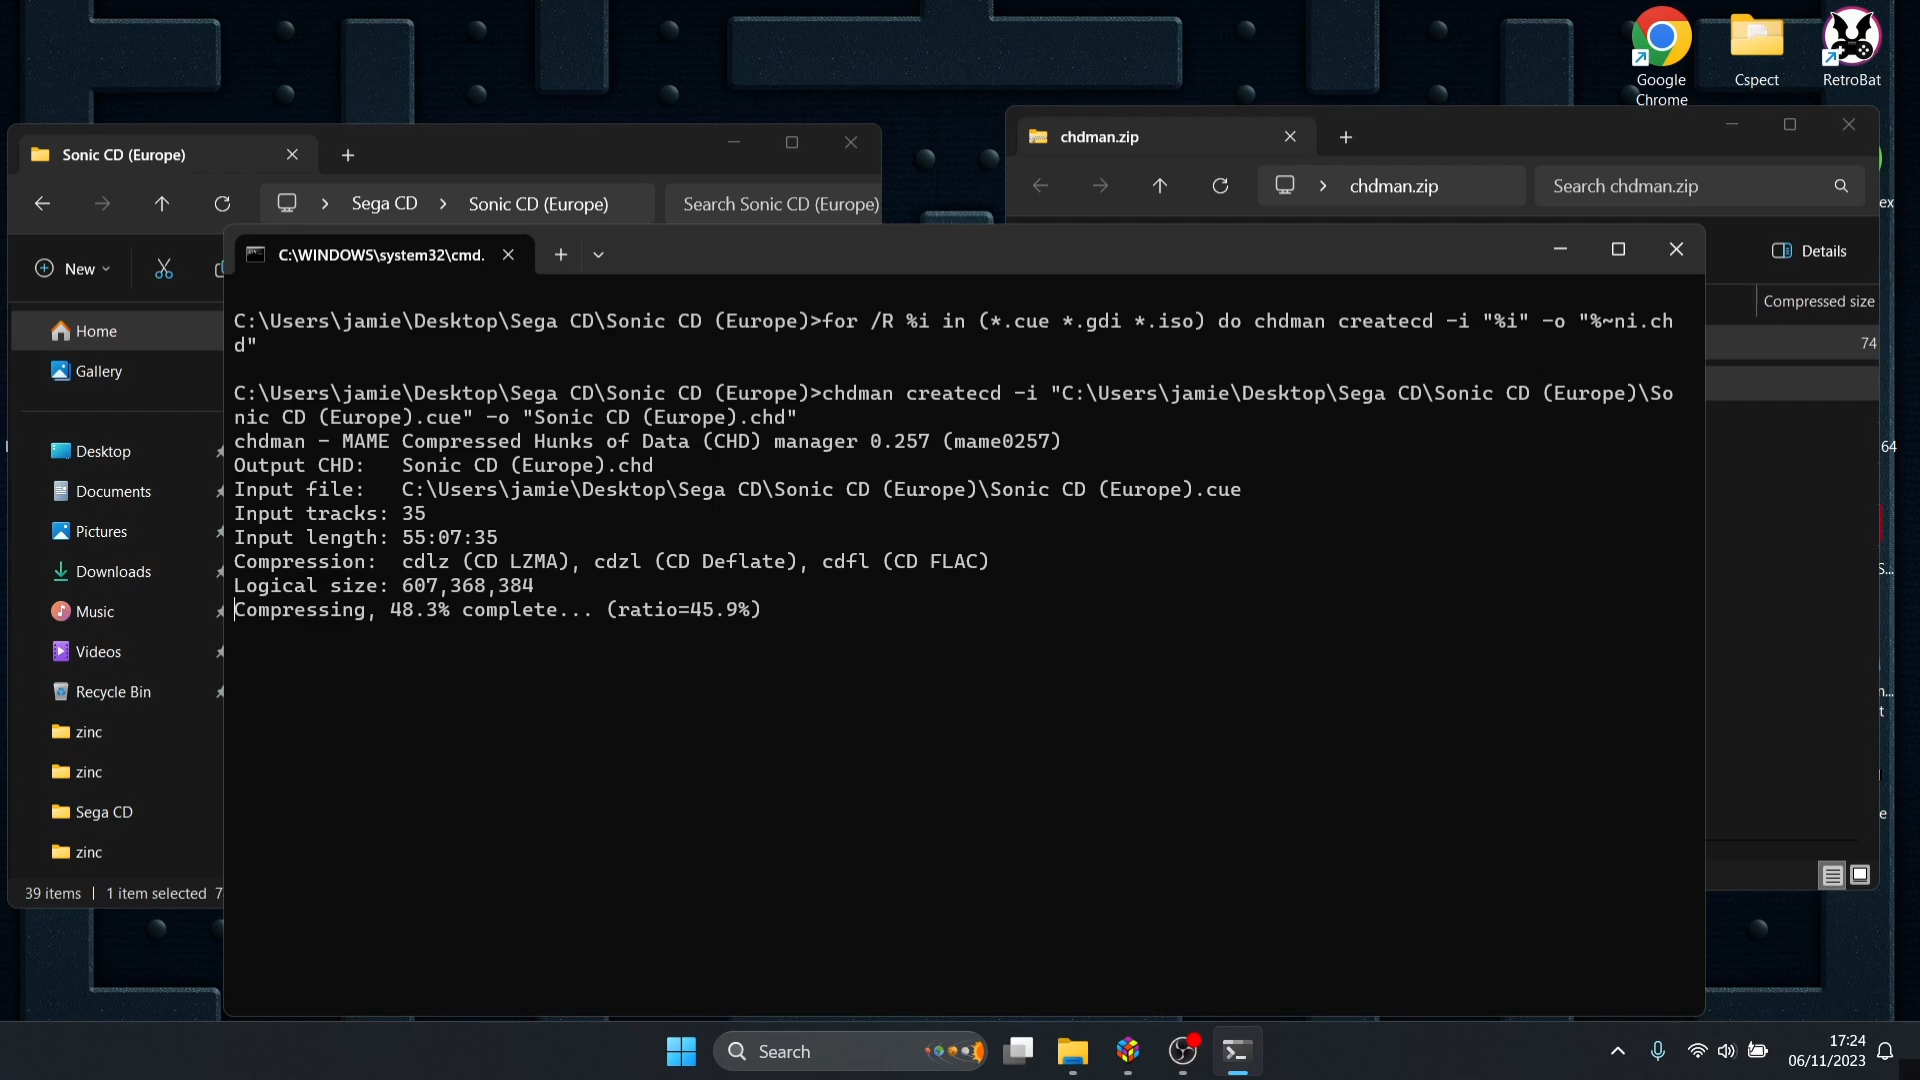 Google
Chrome
Cspect
RetroBat
Sonic CD (Europe)
chdman.zip
Sega CD
Sonic CD (Europe)
Search Sonic CD (Europe)
chdman.zip
Search chdman.zip
ex
New
C:\WINDOWS\system32\cmd.
Details
Compressed size
C:\Users\jamie\Desktop\Sega CD\Sonic CD (Europe)>for /R %i in (*.cue *.gdi *.iso) do chdman createcd -i "%i" -o "%~ni.ch
d"
74
C:\Users\jamie\Desktop\Sega CD\Sonic CD (Europe)>chdman createcd -i "C:\Users\jamie\Desktop\Sega CD\Sonic CD (Europe)\So
nic CD (Europe).cue" -o "Sonic CD (Europe).chd"
chdman - MAME Compressed Hunks of Data (CHD) manager 0.257 (mame0257)
Output CHD:   Sonic CD (Europe).chd
Input file:   C:\Users\jamie\Desktop\Sega CD\Sonic CD (Europe)\Sonic CD (Europe).cue
Input tracks: 35
Input length: 55:07:35
Compression:  cdlz (CD LZMA), cdzl (CD Deflate), cdfl (CD FLAC)
Logical size: 607,368,384
Compressing, 48.3% complete... (ratio=45.9%)
Home
Gallery
Desktop
Documents
Pictures
Downloads
Music
Videos
Recycle Bin
zinc
zinc
Sega CD
zinc
39 items
1 item selected 7
64
S...
n...
t
e
Search
17:24
06/11/2023